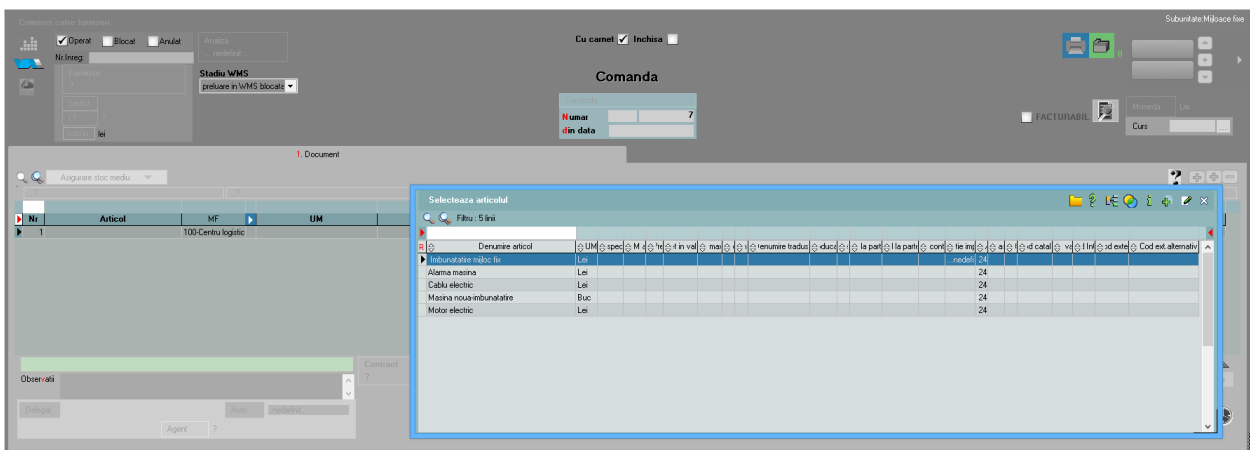 Comenzi catre furnizor
Subunitate:Mijloace fixe
Operat Blocat Anulat
Analiza
... nedefinit ...
Cu carnet Inchisa
Nr.Inreg:
Furnizor
?
Stadiu WMS
preluare in WMS blocata
Comanda
Comanda
Numar 7
din data
lei
FACTURABIL
Moneda Lei
Curs ...
1. Document
Asigurare stoc mediu
Nr Articol MF UM
1 100-Centru logistic
Selecteaza articolul
Filtru : 5 linii
R Denumire articol UM Cod ext alternativ
Imbunatatire mijloc fix Lei ...nedefi 24
Alarma masina Lei 24
Cablu electric Lei 24
Masina noua-imbunatatire Buc 24
Motor electric Lei 24
Contract
?
Observatii
Delegat Auto ...nedefinit...
Agent ?